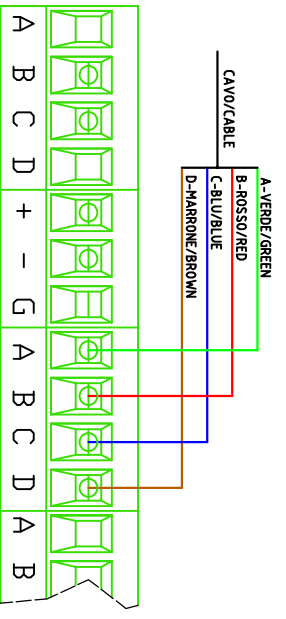 A
B
C
D
+
-
G
A
B
C
D
A
B
CAVO/CABLE
A-VERDE/GREEN
B-ROSSO/RED
C-BLU/BLUE
D-MARRONE/BROWN